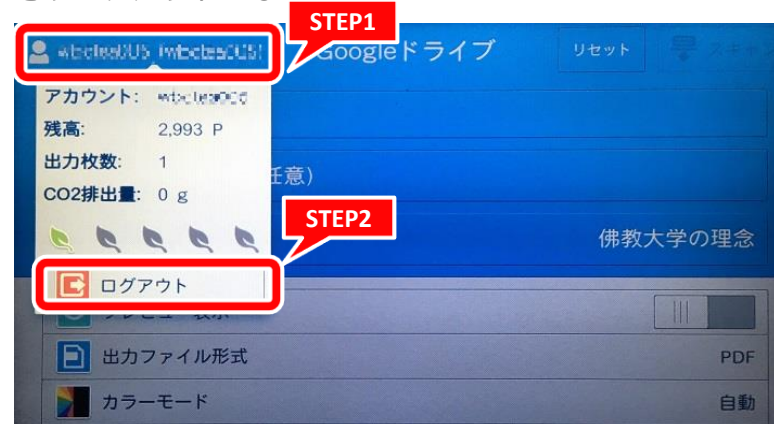 STEP1
Googleドライブ
リセット
アカウント:
残高: 2,993 P
出力枚数: 1
任意)
CO2排出量: 0 g
STEP2
佛教大学の理念
ログアウト
出力ファイル形式 PDF
カラーモード 自動